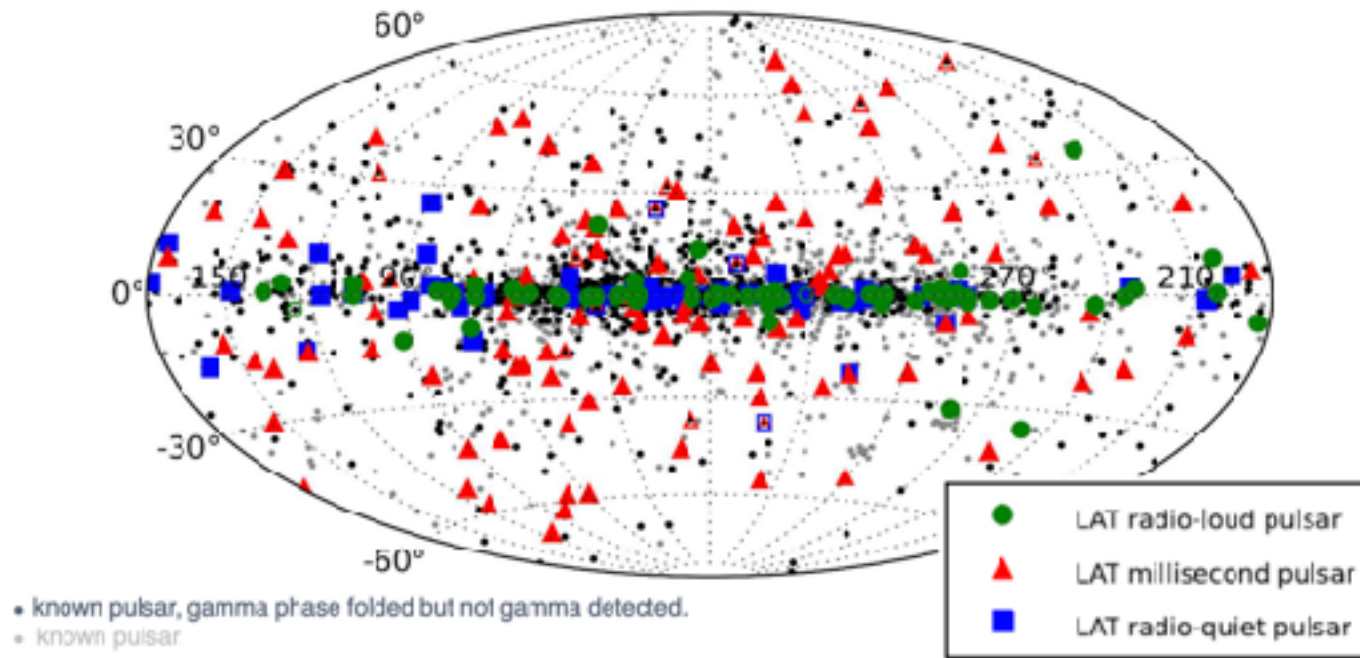 60°
30°
0°
150
90°
270
210
-30°
-60°
LAT radio-loud pulsar
LAT millisecond pulsar
LAT radio-quiet pulsar
• known pulsar, gamma phase folded but not gamma detected.
• known pulsar